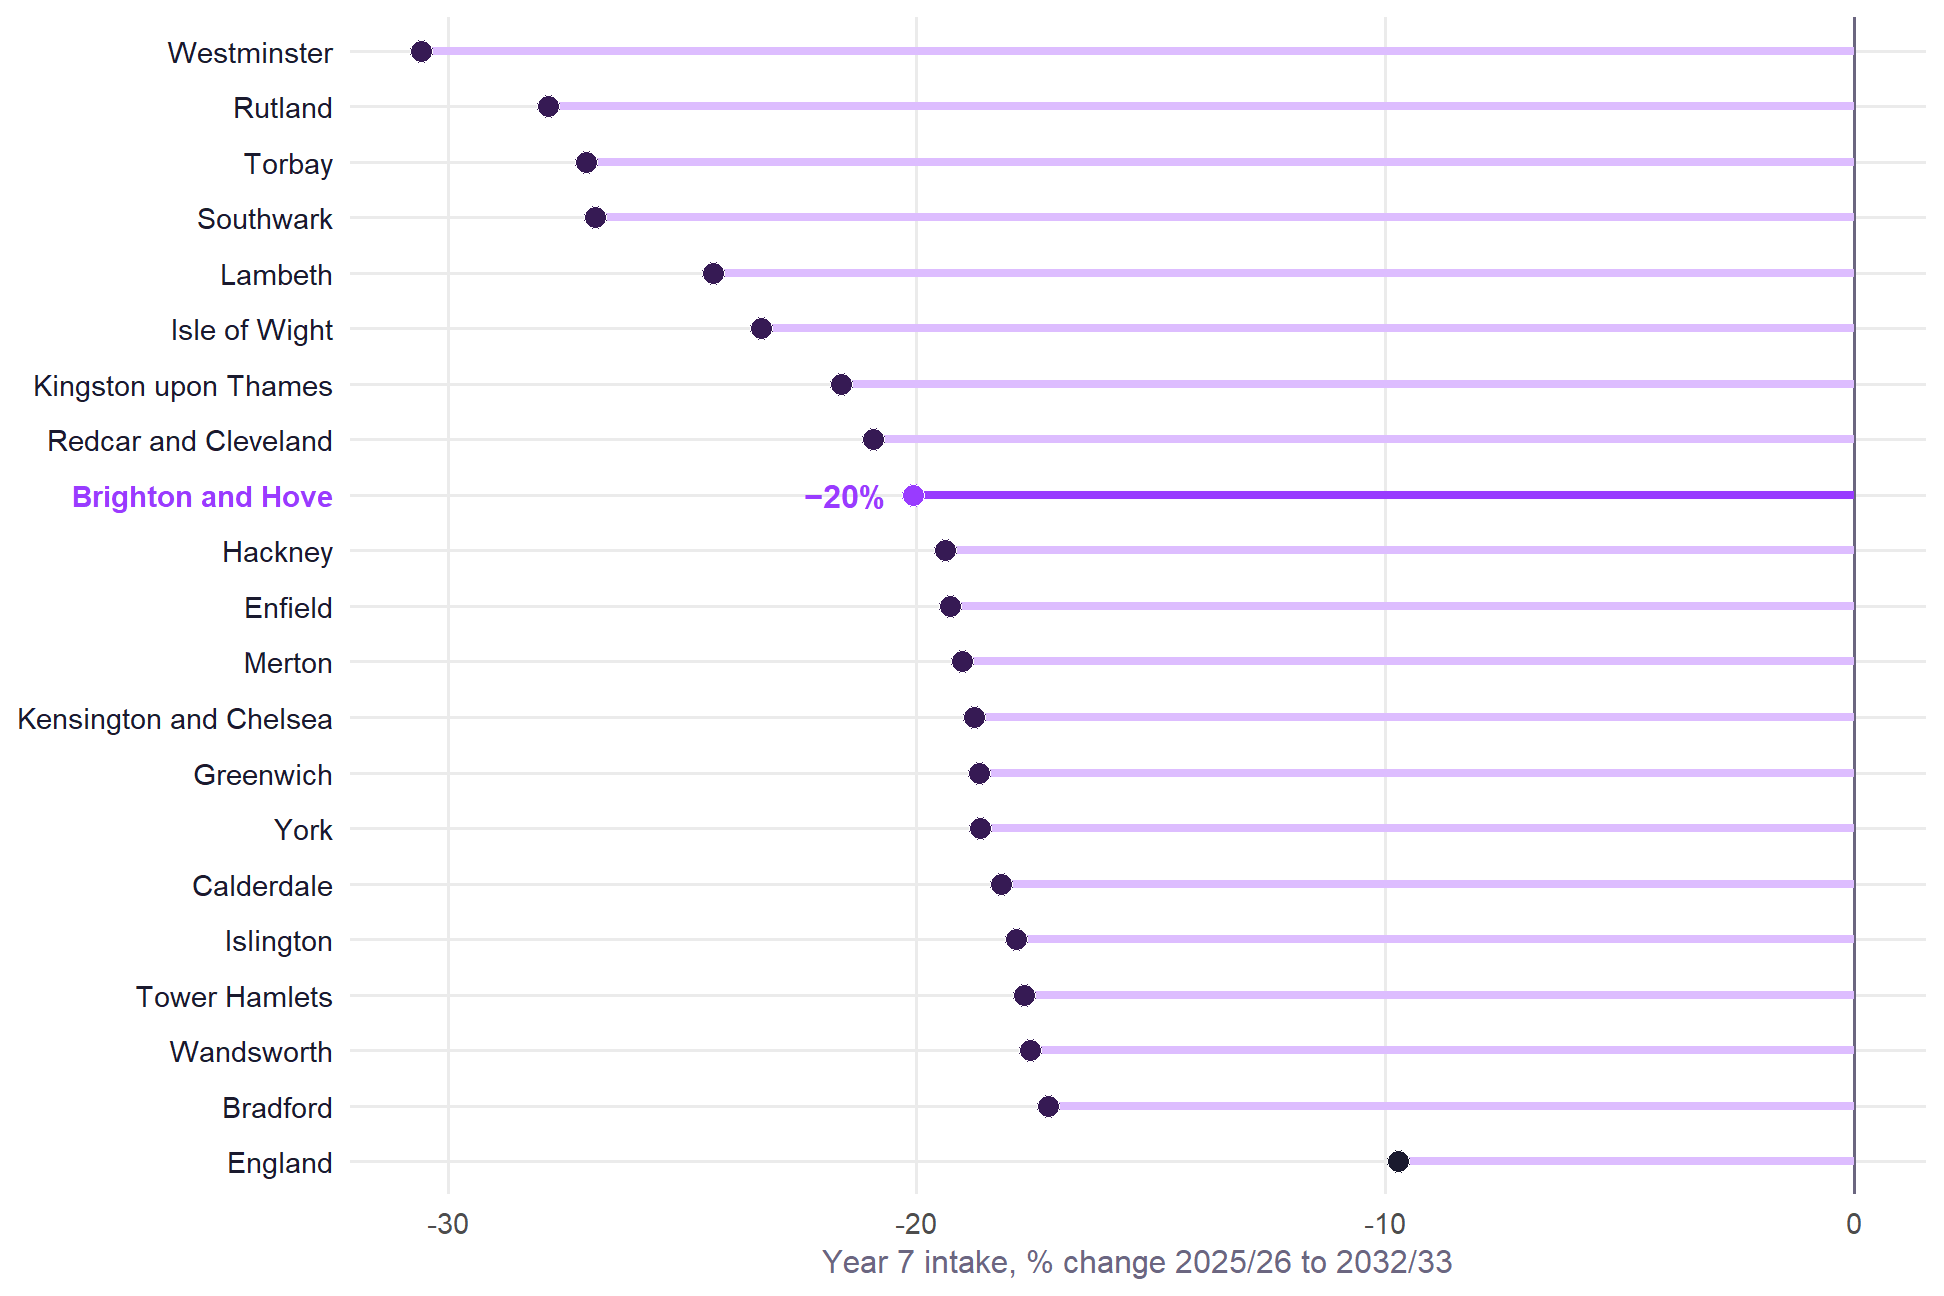 Westminster
Rutland
Torbay
Southwark
Lambeth
Isle of Wight
Kingston upon Thames
Redcar and Cleveland
Brighton and Hove −20%
Hackney
Enfield
Merton
Kensington and Chelsea
Greenwich
York
Calderdale
Islington
Tower Hamlets
Wandsworth
Bradford
England
-30 -20 -10 0
Year 7 intake, % change 2025/26 to 2032/33